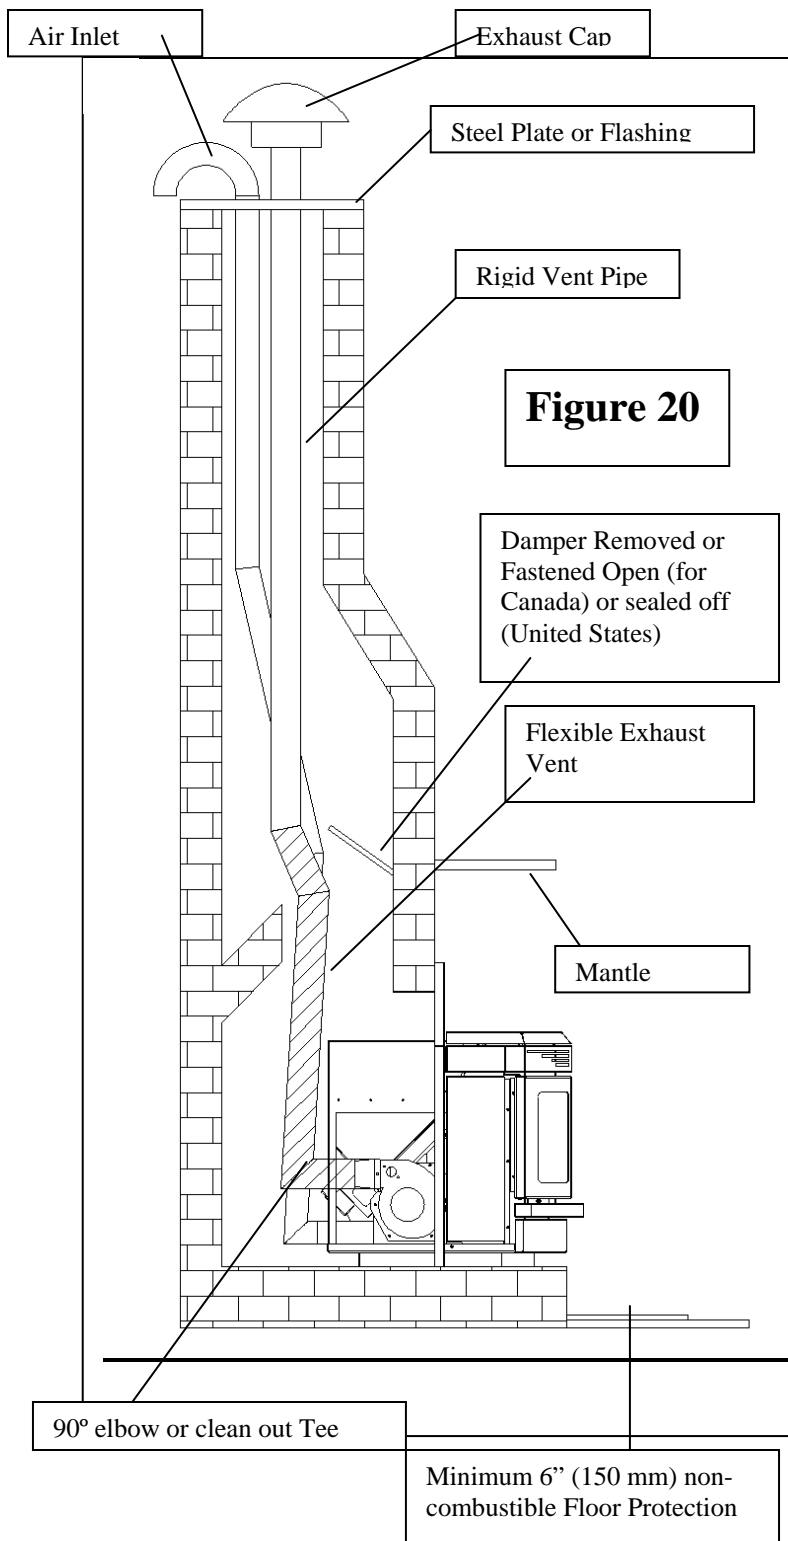 Air Inlet
Exhaust Cap
Steel Plate or Flashing
Rigid Vent Pipe
Figure 20
Damper Removed or
Fastened Open (for
Canada) or sealed off
(United States)
Flexible Exhaust
Vent
Mantle
90º elbow or clean out Tee
Minimum 6” (150 mm) non-
combustible Floor Protection